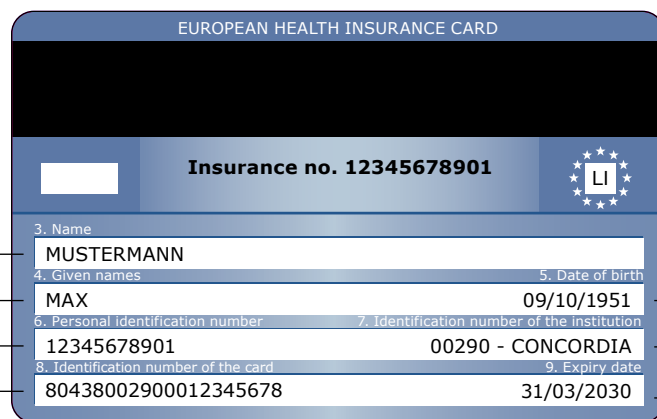 EUROPEAN HEALTH INSURANCE CARD
Insurance no. 12345678901
LI
3. Name
MUSTERMANN
4. Given names 5. Date of birth
MAX 09/10/1951
6. Personal identification number 7. Identification number of the institution
12345678901 00290 - CONCORDIA
8. Identification number of the card 9. Expiry date
80438002900012345678 31/03/2030